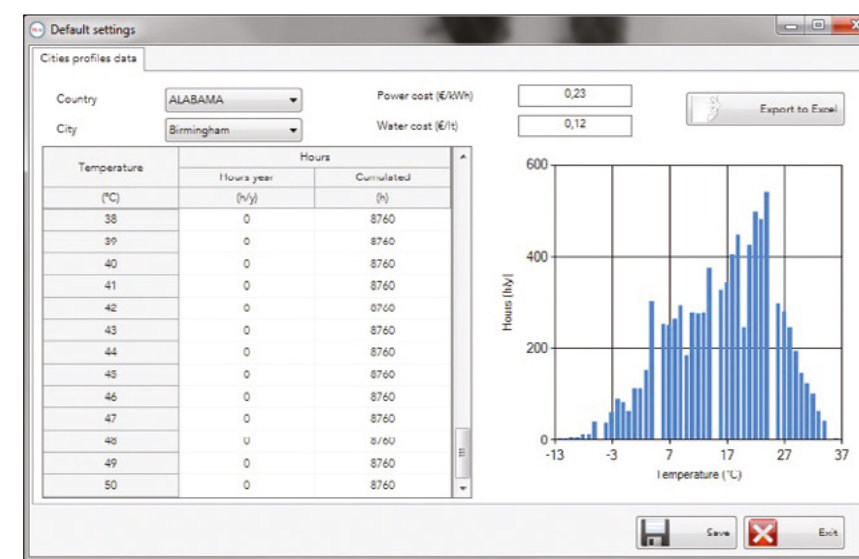 Default settings
Cities profiles data
Country ALABAMA Power cost (€/kWh) 0,23 Export to Excel
City Birmingham Water cost (€/lt) 0,12
Temperature Hours
Hours year Cumulated
(°C) (h/y) (h)
38 0 8760
39 0 8760
40 0 8760
41 0 8760
42 0 8760
43 0 8760
44 0 8760
45 0 8760
46 0 8760
47 0 8760
48 0 8760
49 0 8760
50 0 8760
600
400
200
0
Hours [h/y]
-13 -3 7 17 27 37
Temperature (°C)
Save Exit